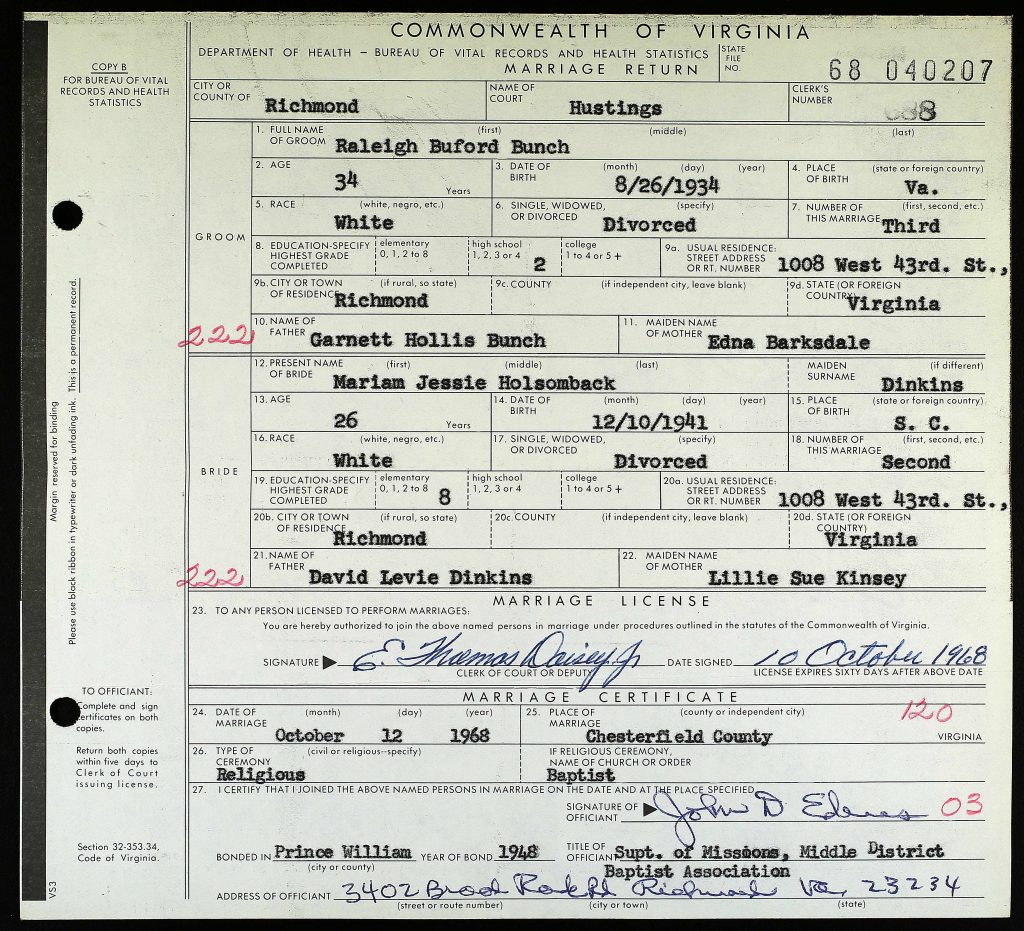 COMMONWEALTH OF VIRGINIA
DEPARTMENT OF HEALTH – BUREAU OF VITAL RECORDS AND HEALTH STATISTICS
MARRIAGE RETURN
STATE FILE NO. 68 040207
COPY B
FOR BUREAU OF VITAL
RECORDS AND HEALTH
STATISTICS
CITY OR COUNTY OF Richmond NAME OF COURT Hustings CLERK'S NUMBER
GROOM
1. FULL NAME OF GROOM (first) (middle) (last)
Raleigh Buford Bunch
2. AGE 34 Years 3. DATE OF BIRTH (month) (day) (year) 8/26/1934 4. PLACE OF BIRTH (state or foreign country) Va.
5. RACE (white, negro, etc.) White 6. SINGLE, WIDOWED, OR DIVORCED (specify) Divorced 7. NUMBER OF THIS MARRIAGE (first, second, etc.) Third
8. EDUCATION-SPECIFY HIGHEST GRADE COMPLETED elementary 0, 1, 2 to 8 high school 1, 2, 3 or 4 2 college 1 to 4 or 5 + 9a. USUAL RESIDENCE: STREET ADDRESS OR RT. NUMBER 1008 West 43rd. St.,
9b. CITY OR TOWN OF RESIDENCE (if rural, so state) Richmond 9c. COUNTY (if independent city, leave blank) 9d. STATE (OR FOREIGN COUNTRY) Virginia
222
10. NAME OF FATHER Garnett Hollis Bunch 11. MAIDEN NAME OF MOTHER Edna Barksdale
BRIDE
12. PRESENT NAME OF BRIDE (first) (middle) (last) Mariam Jessie Holsomback MAIDEN SURNAME (if different) Dinkins
13. AGE 26 Years 14. DATE OF BIRTH (month) (day) (year) 12/10/1941 15. PLACE OF BIRTH (state or foreign country) S. C.
16. RACE (white, negro, etc.) White 17. SINGLE, WIDOWED, OR DIVORCED (specify) Divorced 18. NUMBER OF THIS MARRIAGE (first, second, etc.) Second
19. EDUCATION-SPECIFY HIGHEST GRADE COMPLETED elementary 0, 1, 2 to 8 8 high school 1, 2, 3 or 4 college 1 to 4 or 5 + 20a. USUAL RESIDENCE: STREET ADDRESS OR RT. NUMBER 1008 West 43rd. St.,
20b. CITY OR TOWN OF RESIDENCE (if rural, so state) Richmond 20c. COUNTY (if independent city, leave blank) 20d. STATE (OR FOREIGN COUNTRY) Virginia
222
21. NAME OF FATHER David Levie Dinkins 22. MAIDEN NAME OF MOTHER Lillie Sue Kinsey
MARRIAGE LICENSE
23. TO ANY PERSON LICENSED TO PERFORM MARRIAGES:
You are hereby authorized to join the above named persons in marriage under procedures outlined in the statutes of the Commonwealth of Virginia.
SIGNATURE E. Thomas Daisey Jr DATE SIGNED 10 October 1968
CLERK OF COURT OR DEPUTY LICENSE EXPIRES SIXTY DAYS AFTER ABOVE DATE
MARRIAGE CERTIFICATE
24. DATE OF MARRIAGE (month) (day) (year) October 12 1968 25. PLACE OF MARRIAGE (county or independent city) Chesterfield County 120 VIRGINIA
26. TYPE OF CEREMONY (civil or religious--specify) Religious IF RELIGIOUS CEREMONY, NAME OF CHURCH OR ORDER Baptist
27. I CERTIFY THAT I JOINED THE ABOVE NAMED PERSONS IN MARRIAGE ON THE DATE AND AT THE PLACE SPECIFIED
SIGNATURE OF OFFICIANT John D 03
BONDED IN Prince William YEAR OF BOND 1948 TITLE OF OFFICIANT Supt. of Missions, Middle District
(city or county) Baptist Association
ADDRESS OF OFFICIANT 3402 Broad Rock Rd Richmond Va, 23234
(street or route number) (city or town) (state)
Margin reserved for binding
Please use black ribbon in typewriter or dark unfading ink. This is a permanent record.
TO OFFICIANT:
Complete and sign
certificates on both
copies.
Return both copies
within five days to
Clerk of Court
issuing license.
Section 32-353.34,
Code of Virginia.
VS3